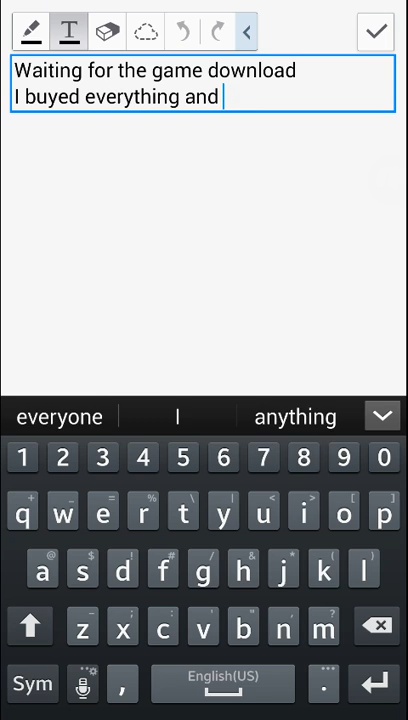 T
Waiting for the game download
I buyed everything and
everyone I anything
1 2 3 4 5 6 7 8 9 0
+ _ = % \ | < > [ ]
q w e r t y u i o p
@ $ ! # / & * ( )
a s d f g h j k l
- ; : ' " , ?
z x c v b n m
Sym , English(US) .